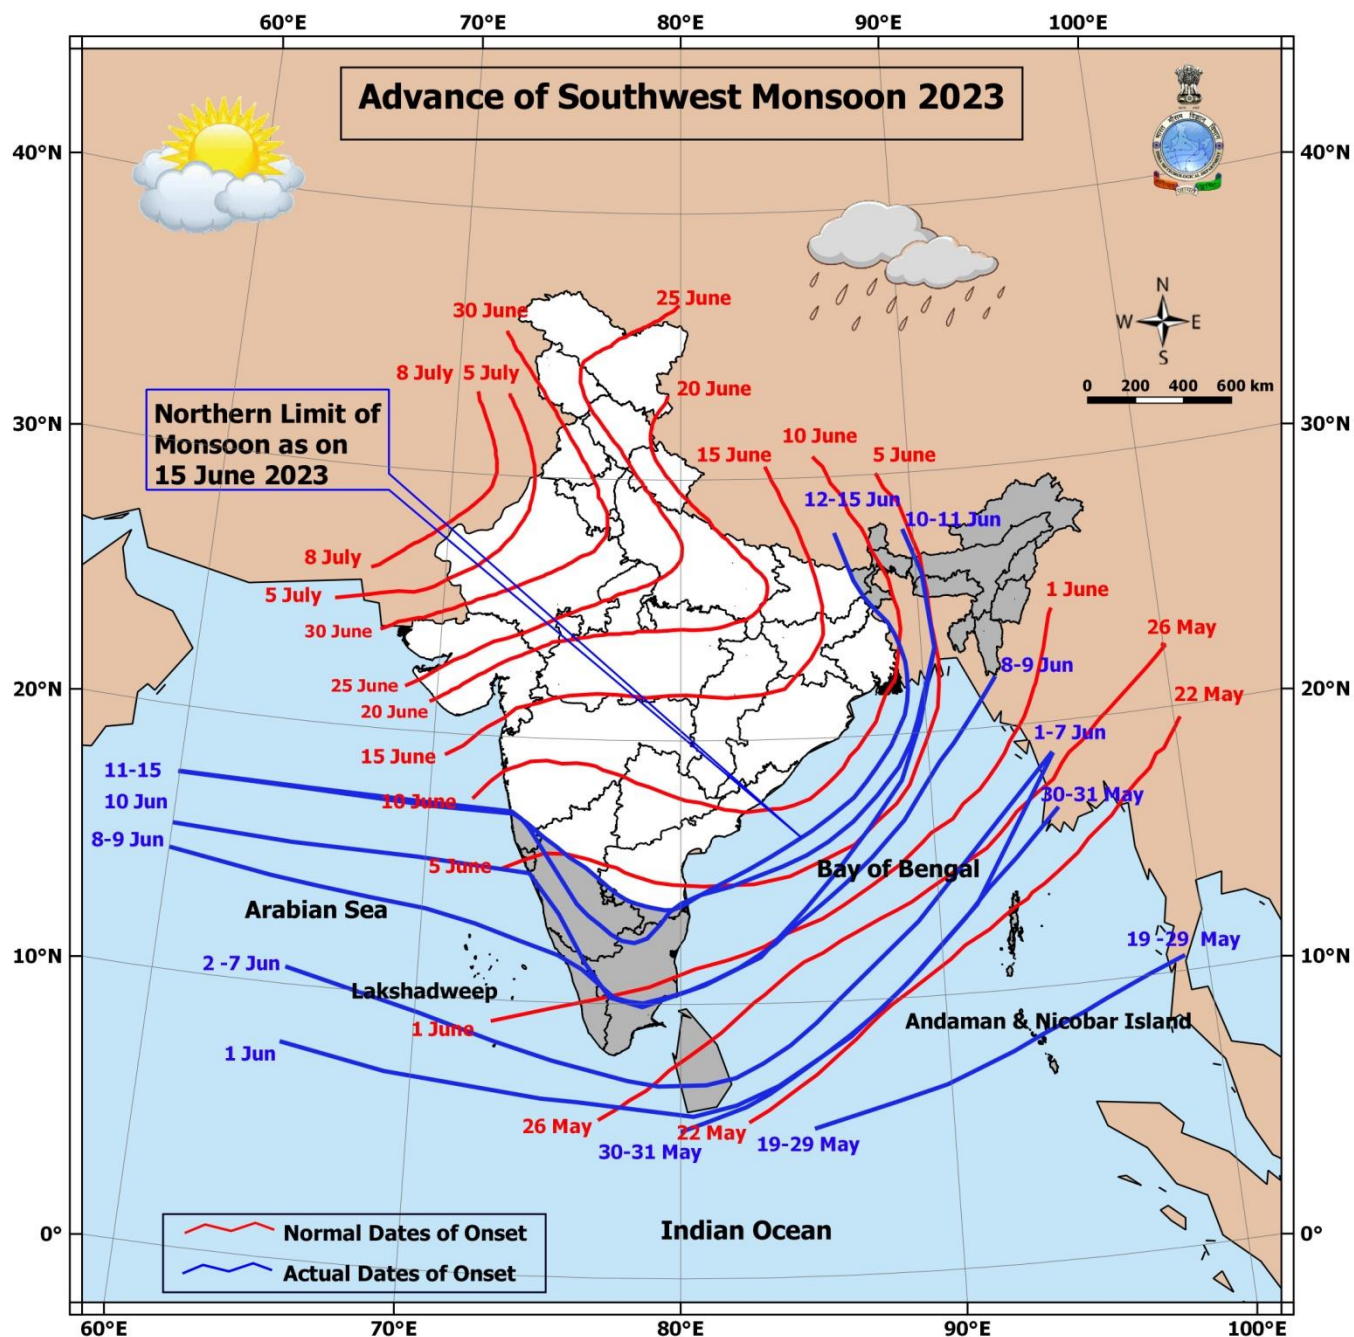 60°E 70°E 80°E 90°E 100°E
Advance of Southwest Monsoon 2023
40°N 40°N
N
W E
S
0 200 400 600 km
30 June 25 June
8 July 5 July 20 June
Northern Limit of
Monsoon as on
15 June 2023
30°N 30°N
15 June 10 June 5 June
12-15 Jun 10-11 Jun
8 July
5 July
30 June
1 June
26 May
8-9 Jun
22 May
25 June
20 June
20°N 20°N
15 June
1-7 Jun
11-15
10 Jun
10 June
30-31 May
8-9 Jun
5 June
Bay of Bengal
Arabian Sea
19 -29 May
10°N 10°N
2 -7 Jun
Lakshadweep
1 June
Andaman & Nicobar Island
1 Jun
26 May
22 May
30-31 May
19-29 May
Normal Dates of Onset
Actual Dates of Onset
Indian Ocean
0° 0°
60°E 70°E 80°E 90°E 100°E